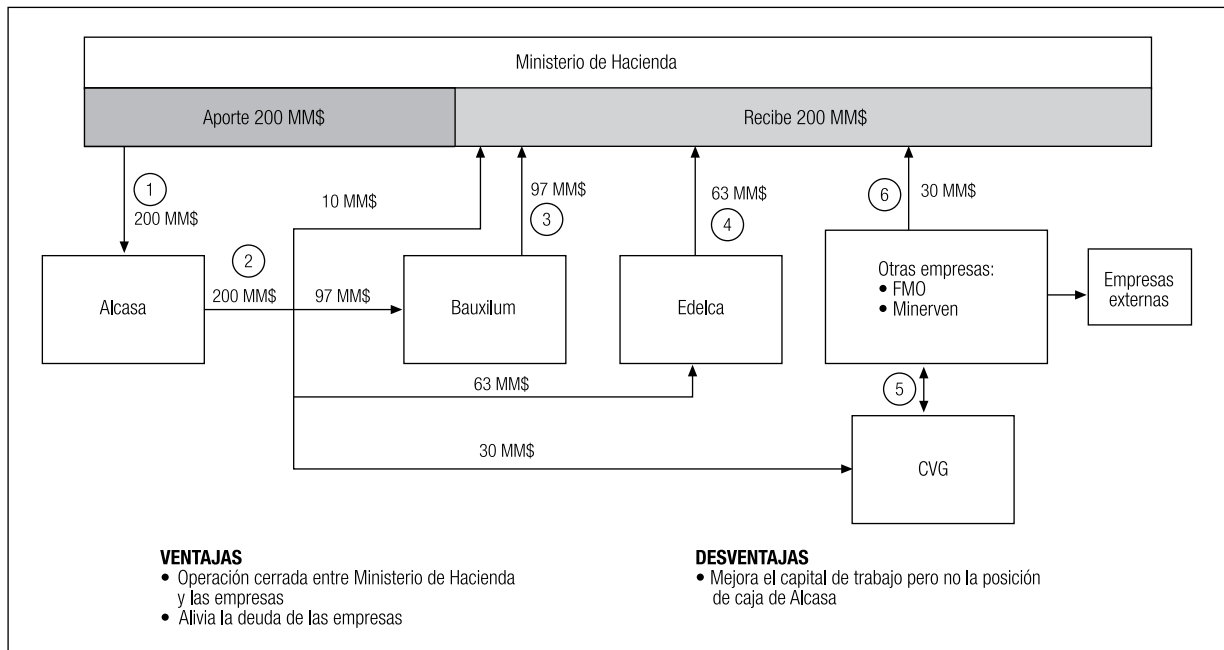 Ministerio de Hacienda
Aporte 200 MM$
Recibe 200 MM$
1
200 MM$
10 MM$
97 MM$
3
63 MM$
4
6
30 MM$
Alcasa
2
200 MM$
97 MM$
Bauxilum
Edelca
Otras empresas:
• FMO
• Minerven
Empresas
externas
63 MM$
5
30 MM$
CVG
VENTAJAS
• Operación cerrada entre Ministerio de Hacienda
y las empresas
• Alivia la deuda de las empresas
DESVENTAJAS
• Mejora el capital de trabajo pero no la posición
de caja de Alcasa